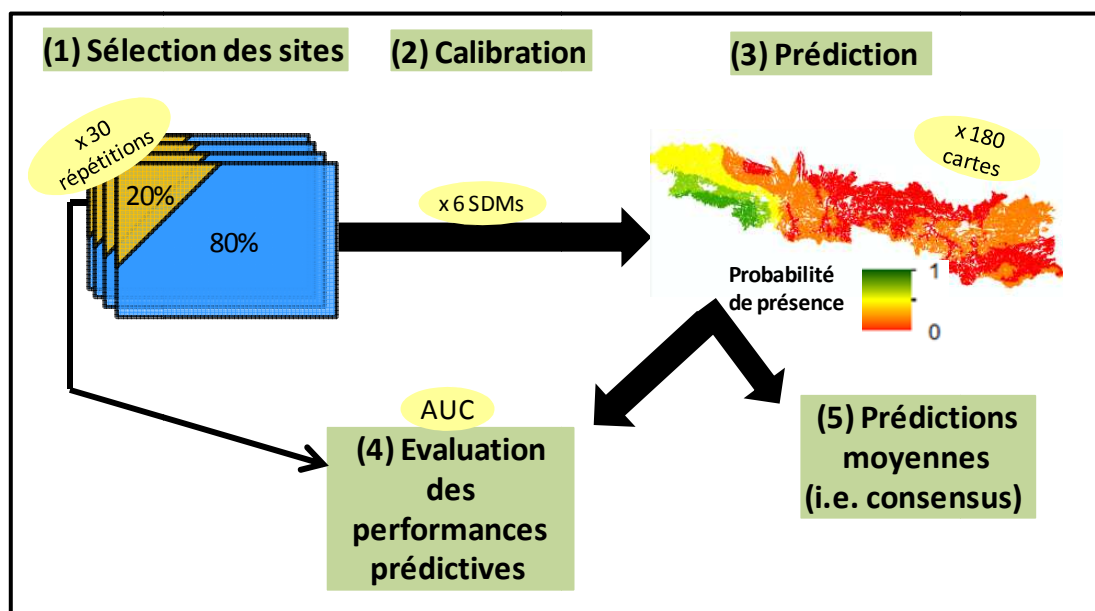 (1) Sélection des sites
(2) Calibration
(3) Prédiction
x 30
répétitions
20%
80%
x 6 SDMs
x 180
cartes
Probabilité
de présence
1
0
AUC
(4) Evaluation
des
performances
prédictives
(5) Prédictions
moyennes
(i.e. consensus)